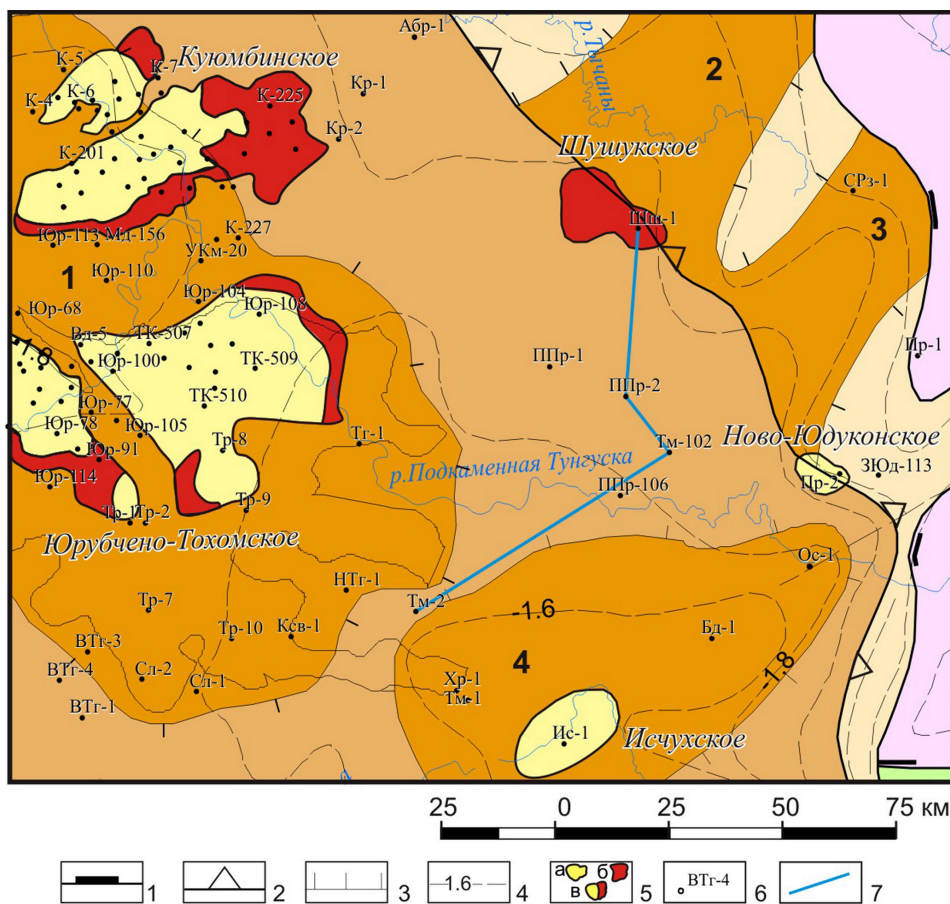 Абр-1
К-5
К-7
Куюмбинское
р.Тычаны
2
К-6
К-4
К-225
Кр-1
Кр-2
Шушукское
К-201
СРз-1
Шш-1
3
Юр-113
Мд-156
К-227
УКм-20
1
Юр-110
Юр-104
Юр-108
Юр-68
Вд-5
ТК-507
-1.8
Юр-100
ТК-509
ППр-1
Пр-1
ППр-2
ТК-510
Юр-77
Юр-78
Юр-105
Тр-8
Тг-1
Тм-102
Ново-Юдуконское
Юр-91
р.Подкаменная Тунгуска
ЗЮд-113
Юр-114
Пр-2
ППр-106
Тр-9
Тр-1
Тр-2
Юрубчено-Тохомское
Ос-1
НТг-1
Тр-7
Тм-2
-1.6
Тр-10
Ксв-1
Бд-1
ВТг-3
4
ВТг-4
Сл-2
-1.8
Сл-1
Хр-1
Тм-1
ВТг-1
Ис-1
Исчухское
25 0 25 50 75 км
1 2 3 1.6 4 а б в 5 ВТг-4 6 7